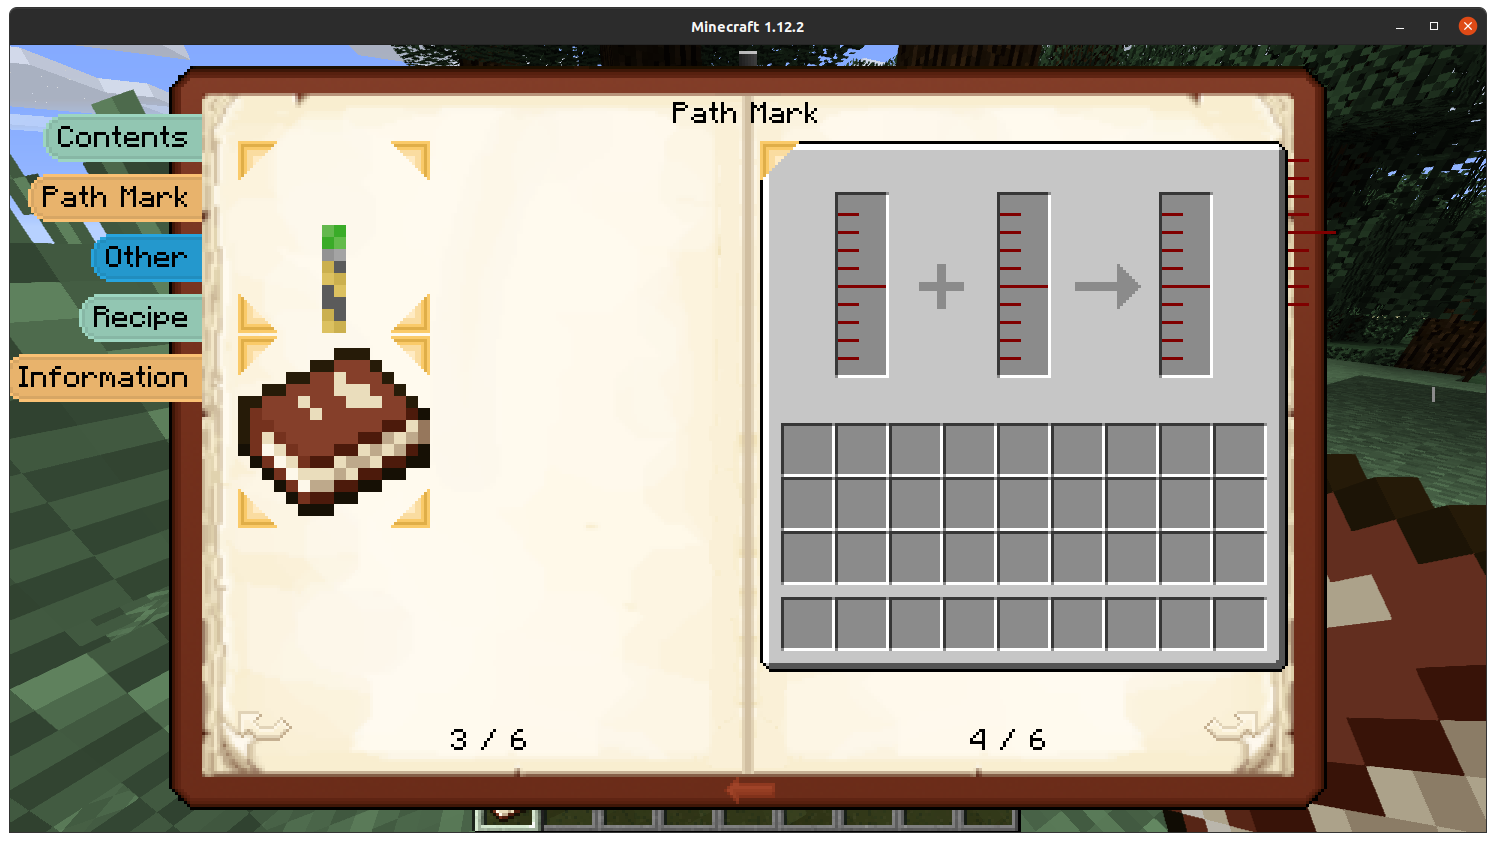 Minecraft 1.12.2
Path Mark
Contents
Path Mark
Other
Recipe
Information
3 / 6
4 / 6